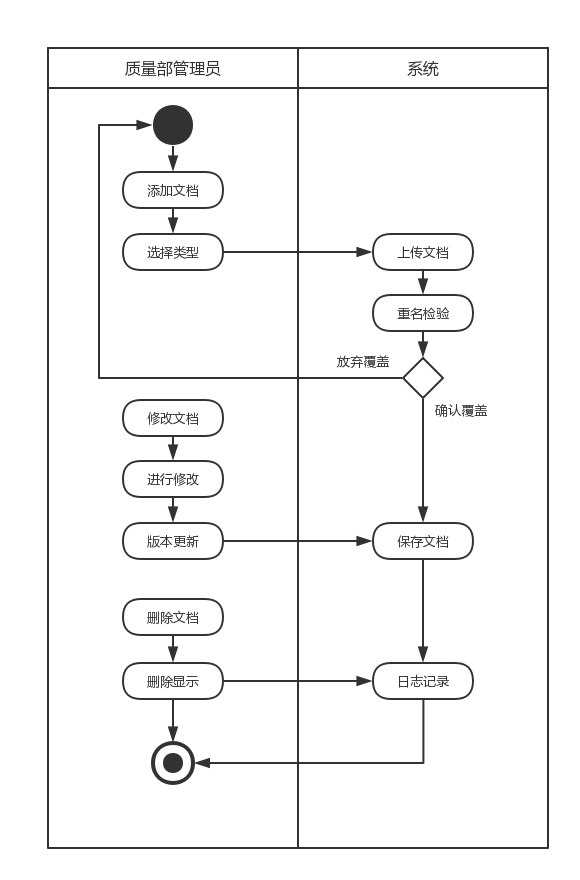 质量部管理员
系统
添加文档
选择类型
上传文档
重名检验
放弃覆盖
确认覆盖
修改文档
进行修改
版本更新
保存文档
删除文档
删除显示
日志记录